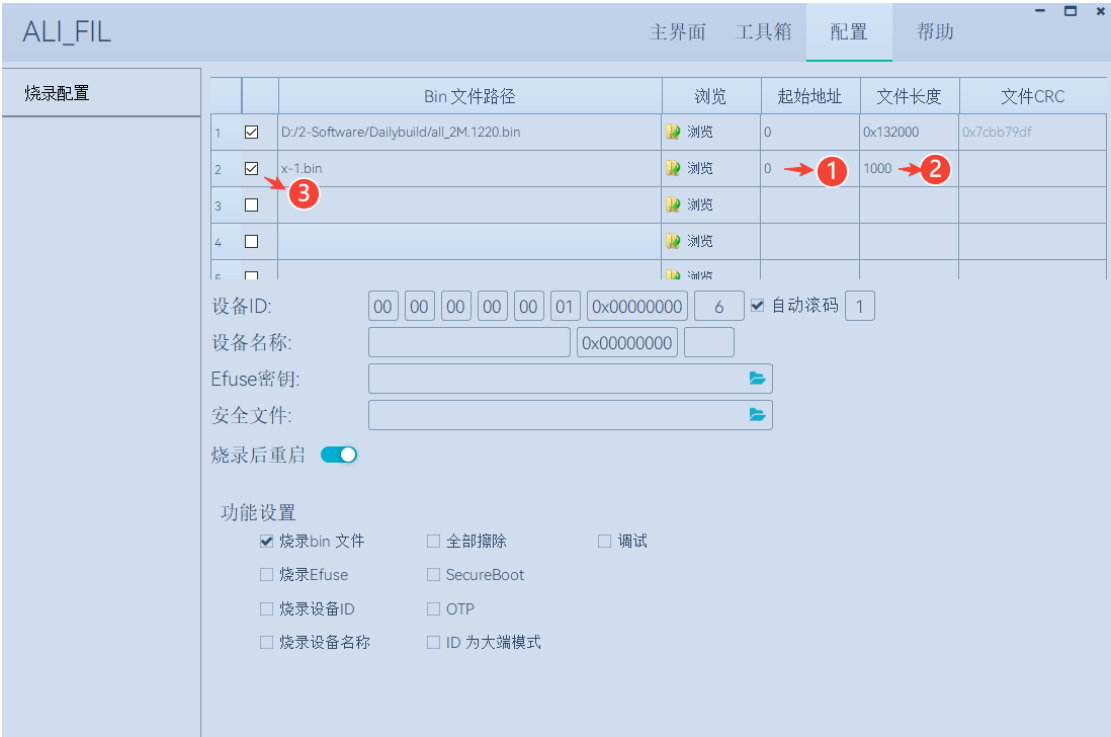 ALI_FIL
主界面 工具箱 配置 帮助
烧录配置
Bin 文件路径 浏览 起始地址 文件长度 文件CRC
1 D:/2-Software/Dailybuild/all_2M.1220.bin 浏览 0 0x132000 0x7cbb79df
2 x-1.bin 浏览 0 1 1000 2
3
3 浏览
4 浏览
5 浏览
设备ID: 00 00 00 00 00 01 0x00000000 6 自动滚码 1
设备名称: 0x00000000
Efuse密钥:
安全文件:
烧录后重启
功能设置
烧录bin 文件 全部擦除 调试
烧录Efuse SecureBoot
烧录设备ID OTP
烧录设备名称 ID 为大端模式